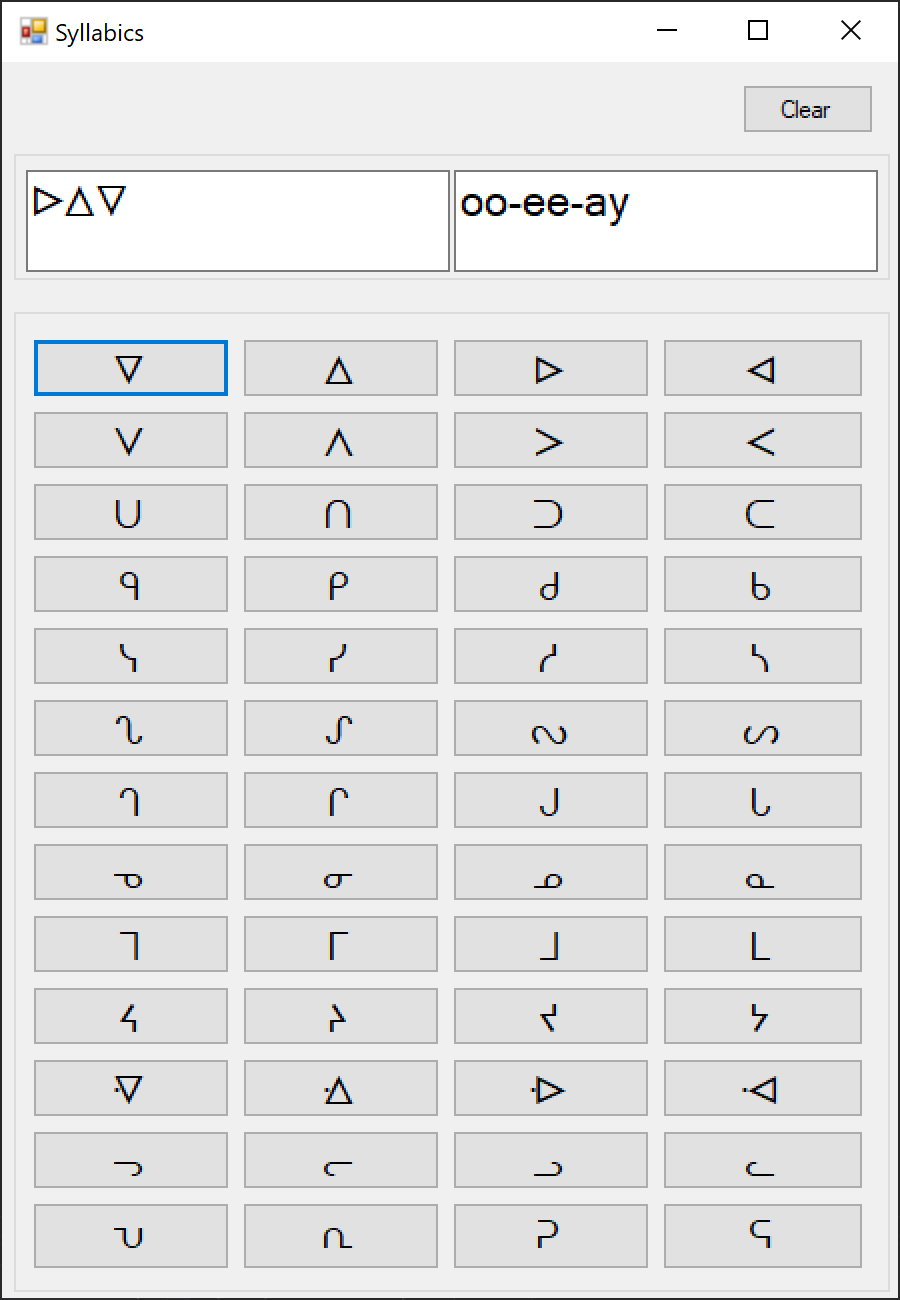 Syllabics
Clear
ᐅᐃᐁ oo-ee-ay
ᐁ ᐃ ᐅ ᐊ
ᐯ ᐱ ᐳ ᐸ
ᑌ ᑎ ᑐ ᑕ
ᑫ ᑭ ᑯ ᑲ
ᓭ ᓯ ᓱ ᓴ
ᔐ ᔑ ᔓ ᔕ
ᒉ ᒋ ᒍ ᒐ
ᓀ ᓂ ᓄ ᓇ
ᒣ ᒥ ᒧ ᒪ
ᔦ ᔨ ᔪ ᔭ
ᐌ ᐎ ᐒ ᐗ
ᓓ ᓕ ᓗ ᓚ
ᕃ ᕆ ᕈ ᕋ